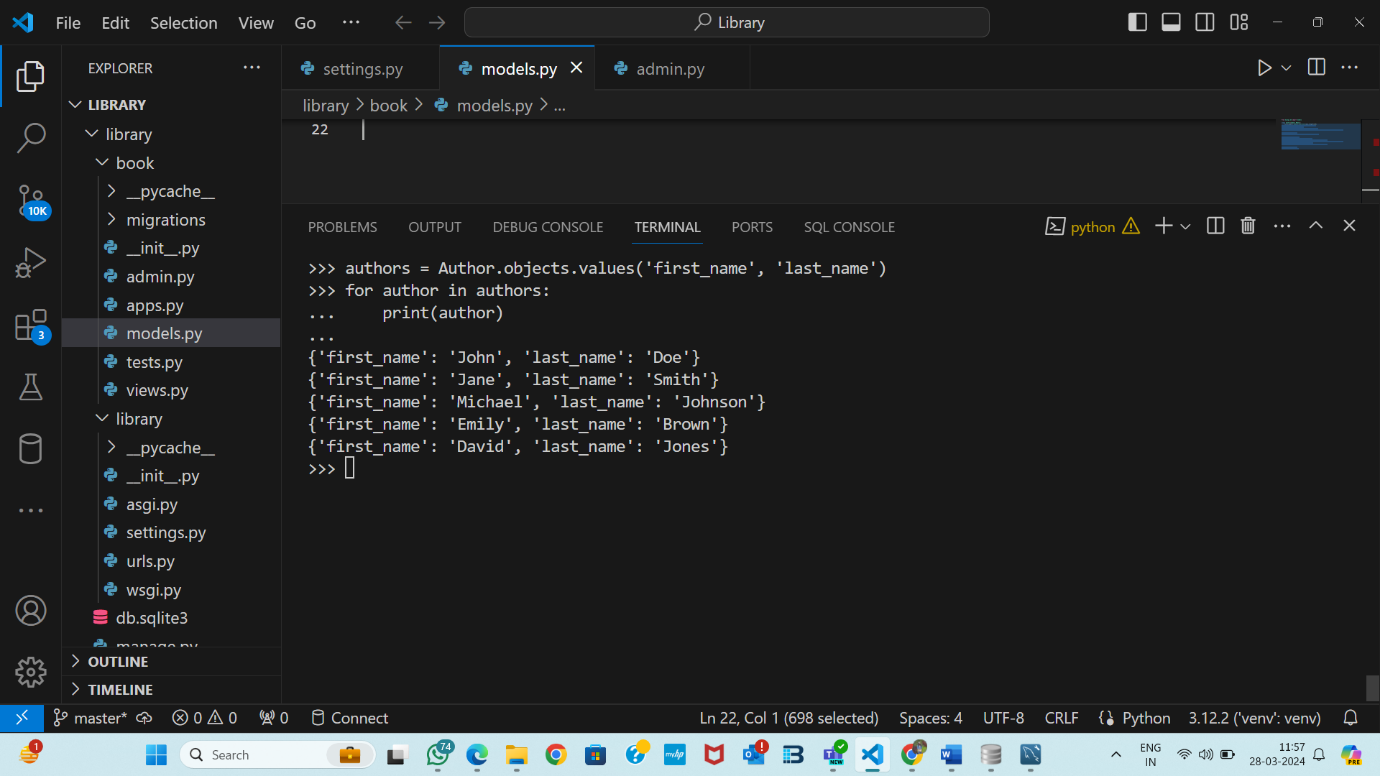 File Edit Selection View Go ··· Library
EXPLORER ···
settings.py
models.py
admin.py
LIBRARY
library
book
__pycache__
migrations
__init__.py
admin.py
apps.py
models.py
tests.py
views.py
library
__pycache__
__init__.py
asgi.py
settings.py
urls.py
wsgi.py
db.sqlite3
manage.py
OUTLINE
TIMELINE
10K
3
library > book > models.py > ...
22
PROBLEMS OUTPUT DEBUG CONSOLE TERMINAL PORTS SQL CONSOLE
python
>>> authors = Author.objects.values('first_name', 'last_name')
>>> for author in authors:
...     print(author)
...
{'first_name': 'John', 'last_name': 'Doe'}
{'first_name': 'Jane', 'last_name': 'Smith'}
{'first_name': 'Michael', 'last_name': 'Johnson'}
{'first_name': 'Emily', 'last_name': 'Brown'}
{'first_name': 'David', 'last_name': 'Jones'}
>>>
master* 0 0 0 Connect
Ln 22, Col 1 (698 selected) Spaces: 4 UTF-8 CRLF Python 3.12.2 ('venv': venv)
1 Search 74 myhp NEW W PRE
ENG
IN
11:57
28-03-2024